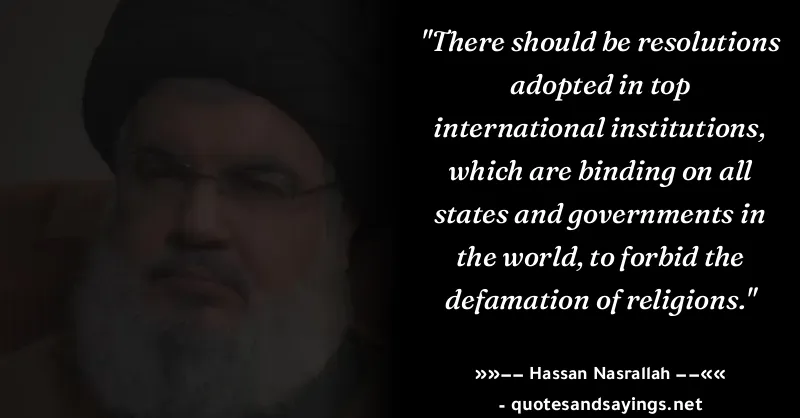 "There should be resolutions
adopted in top
international institutions,
which are binding on all
states and governments in
the world, to forbid the
defamation of religions."
»»–– Hassan Nasrallah ––««
- quotesandsayings.net